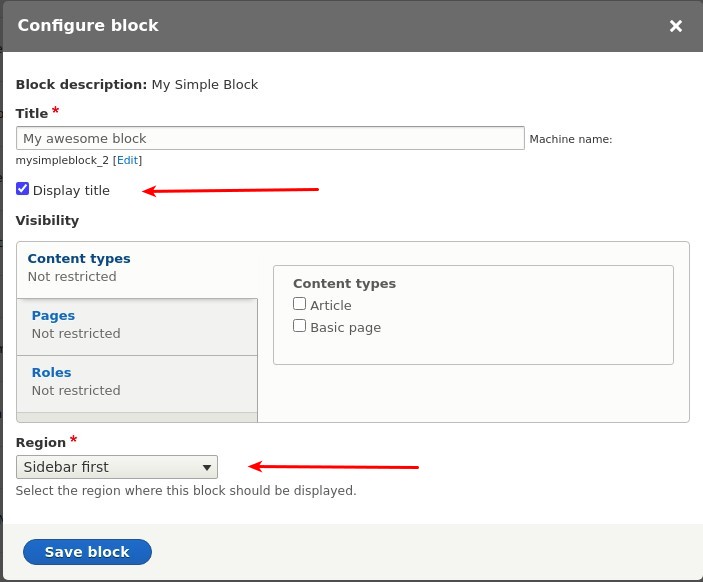 Configure block
Block description: My Simple Block
Title *
My awesome block Machine name:
mysimpleblock_2 [Edit]
Display title
Visibility
Content types
Not restricted
Pages
Not restricted
Roles
Not restricted
Content types
Article
Basic page
Region *
Sidebar first
Select the region where this block should be displayed.
Save block